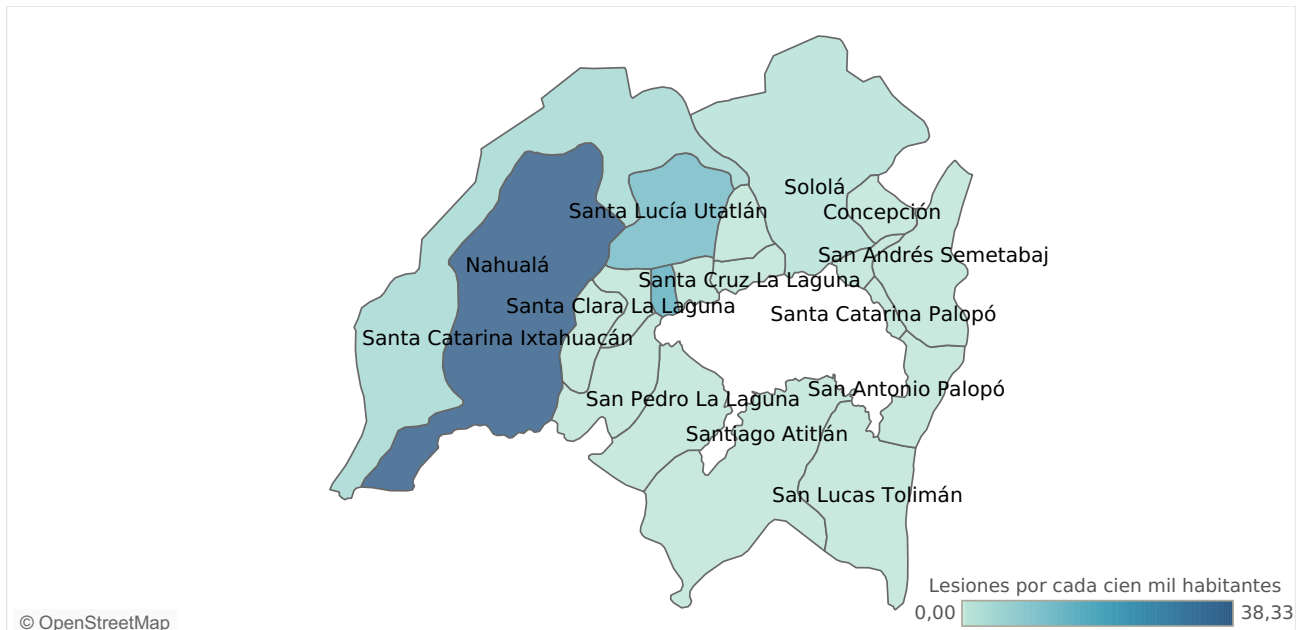 Sololá
Concepción
Santa Lucía Utatlán
San Andrés Semetabaj
Nahualá
Santa Cruz La Laguna
Santa Clara La Laguna
Santa Catarina Palopó
Santa Catarina Ixtahuacán
San Antonio Palopó
San Pedro La Laguna
Santiago Atitlán
San Lucas Tolimán
Lesiones por cada cien mil habitantes
0,00 38,33
© OpenStreetMap